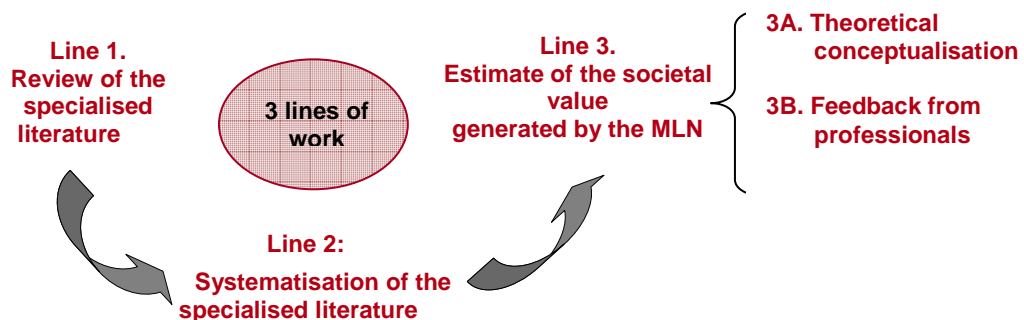 Line 1.
Review of the
specialised
literature
3 lines of
work
Line 2:
Systematisation of the
specialised literature
Line 3.
Estimate of the societal
value
generated by the MLN
3A. Theoretical
conceptualisation
3B. Feedback from
professionals